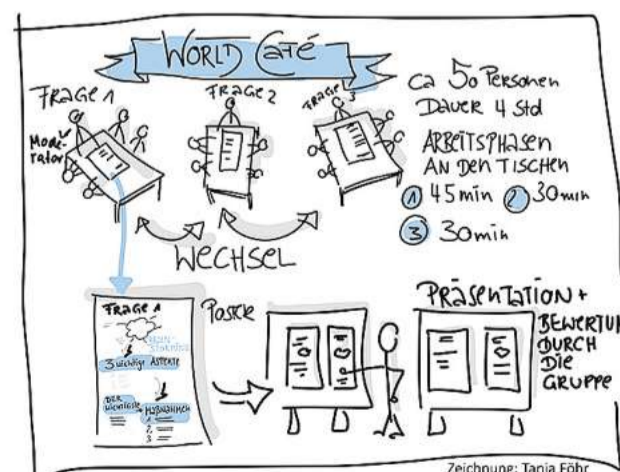 WORLD CAFÉ
FRAGE 1
FRAGE 2
FRAGE 3
Mode-
rator
ca 50 Personen
Dauer 4 Std
ARBEITSPHASEN
AN DEN TISCHEN
1 45 min 2 30 min
3 30 min
WECHSEL
FRAGE 1
3 wichtige ASPEKTE
DER
WICHTIGSTE
MAßNAHMEN
1
2
3
Poster
PRÄSENTATION +
BEWERTU
DURCH
DIE
GRUPPE
Zeichnung: Tanja Föhr